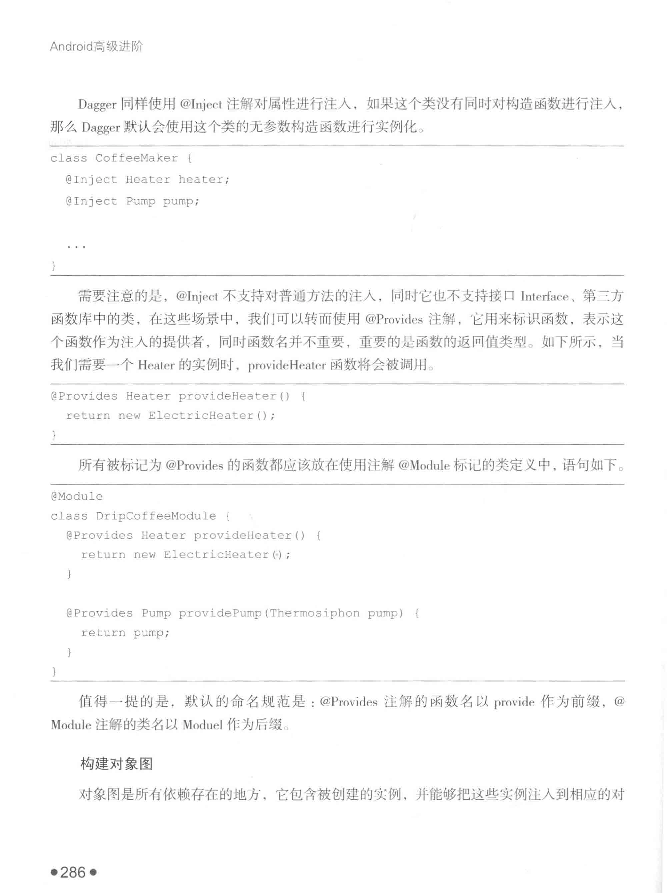 Android高级进阶
Dagger 同样使用 @Inject 注解对属性进行注入，如果这个类没有同时对构造函数进行注入，
那么 Dagger 默认会使用这个类的无参数构造函数进行实例化。
class CoffeeMaker {
@Inject Heater heater;
@Inject Pump pump;
...
}
需要注意的是，@Inject 不支持对普通方法的注入，同时它也不支持接口 Interface、第三方
函数库中的类，在这些场景中，我们可以转而使用 @Provides 注解，它用来标识函数，表示这
个函数作为注入的提供者，同时函数名并不重要，重要的是函数的返回值类型。如下所示，当
我们需要一个 Heater 的实例时，provideHeater 函数将会被调用。
@Provides Heater provideHeater() {
return new ElectricHeater();
}
所有被标记为 @Provides 的函数都应该放在使用注解 @Module 标记的类定义中，语句如下。
@Module
class DripCoffeeModule {
@Provides Heater provideHeater() {
return new ElectricHeater();
}
@Provides Pump providePump(Thermosiphon pump) {
return pump;
}
}
值得一提的是，默认的命名规范是：@Provides 注解的函数名以 provide 作为前缀，@
Module 注解的类名以 Moduel 作为后缀。
构建对象图
对象图是所有依赖存在的地方，它包含被创建的实例，并能够把这些实例注入到相应的对
●286●